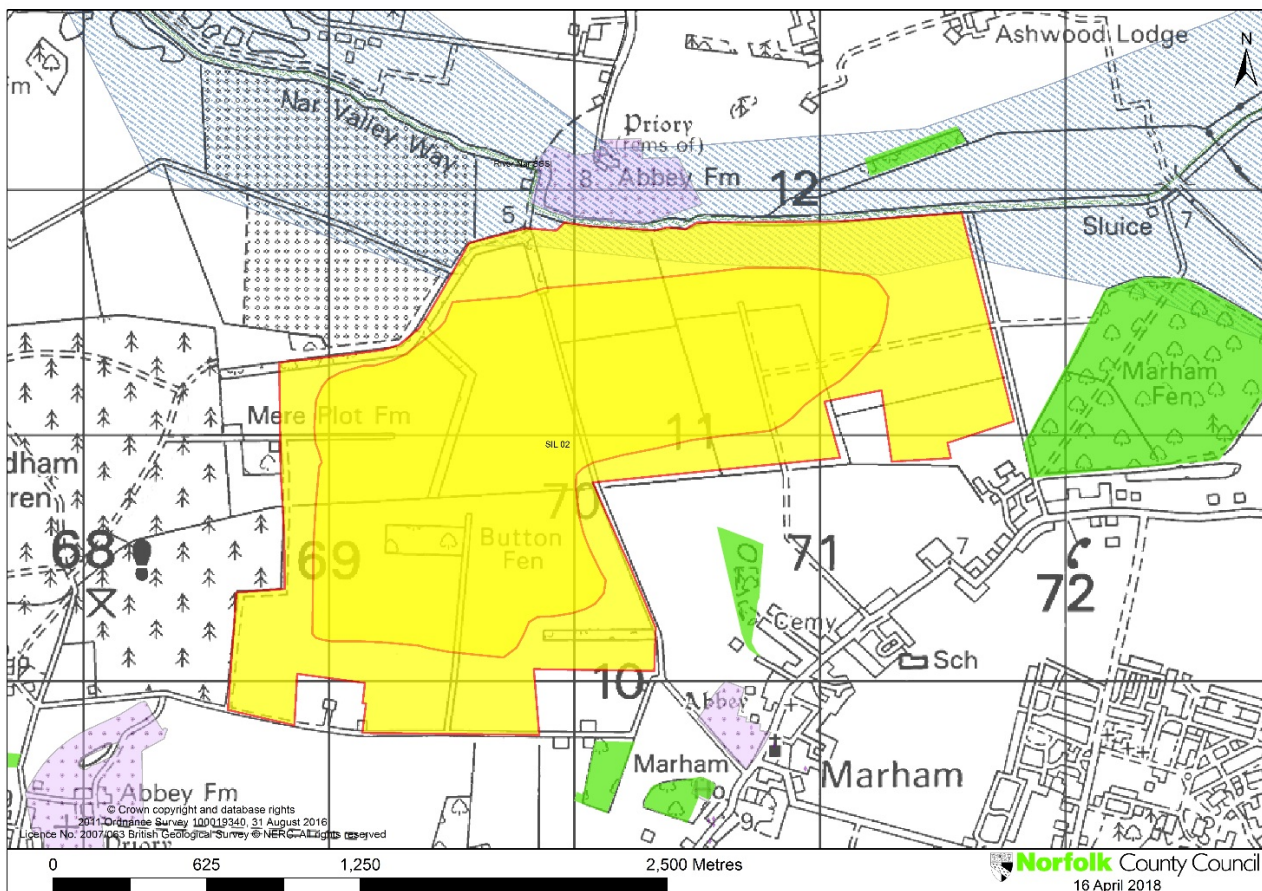 Ashwood Lodge
N
m
Nar Valley Way
Priory
(rems of)
8
Abbey Fm
12
5
Sluice
7
Marham
Fen
Mere Plot Fm
SIL 02
11
dham
ren
70
Button
Fen
68
69
71
7
72
Cemy
Sch
10
Abbey
Marham
Ho
Marham
9
Abbey Fm
Priory
9
© Crown copyright and database rights
2011 Ordnance Survey 100019340, 31 August 2016
Licence No. 2007/063 British Geological Survey © NERC. All rights reserved
0 625 1,250 2,500 Metres
Norfolk County Council
16 April 2018